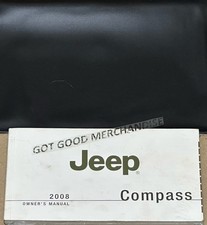 GOT GOOD MERCHANDISE
Jeep
2008
OWNER'S MANUAL
Compass